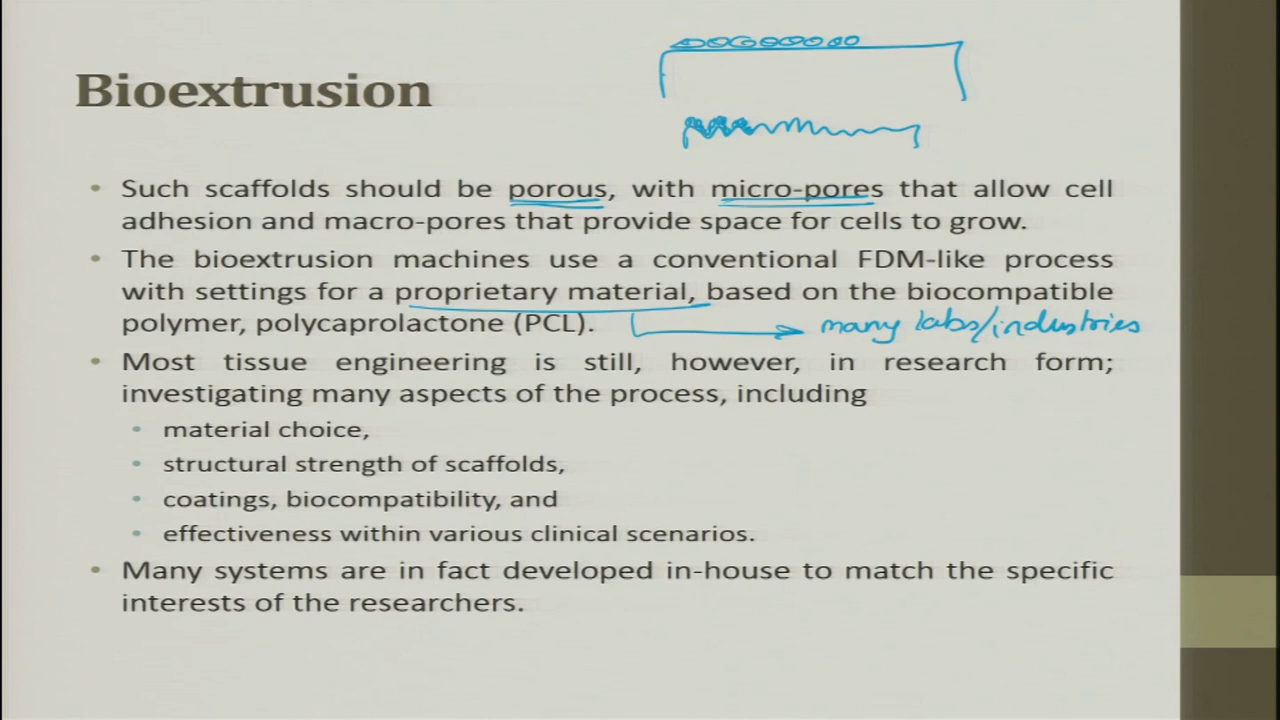 Bioextrusion
• Such scaffolds should be porous, with micro-pores that allow cell
adhesion and macro-pores that provide space for cells to grow.
• The bioextrusion machines use a conventional FDM-like process
with settings for a proprietary material, based on the biocompatible
polymer, polycaprolactone (PCL).
many labs/industries
• Most tissue engineering is still, however, in research form;
investigating many aspects of the process, including
• material choice,
• structural strength of scaffolds,
• coatings, biocompatibility, and
• effectiveness within various clinical scenarios.
• Many systems are in fact developed in-house to match the specific
interests of the researchers.